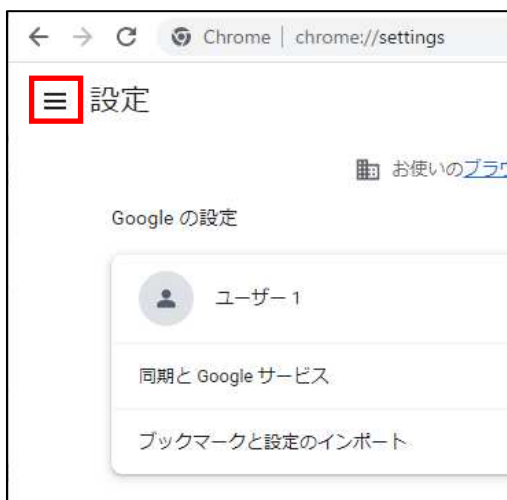 Chrome | chrome://settings
設定
お使いのブラウ
Google の設定
ユーザー 1
同期と Google サービス
ブックマークと設定のインポート